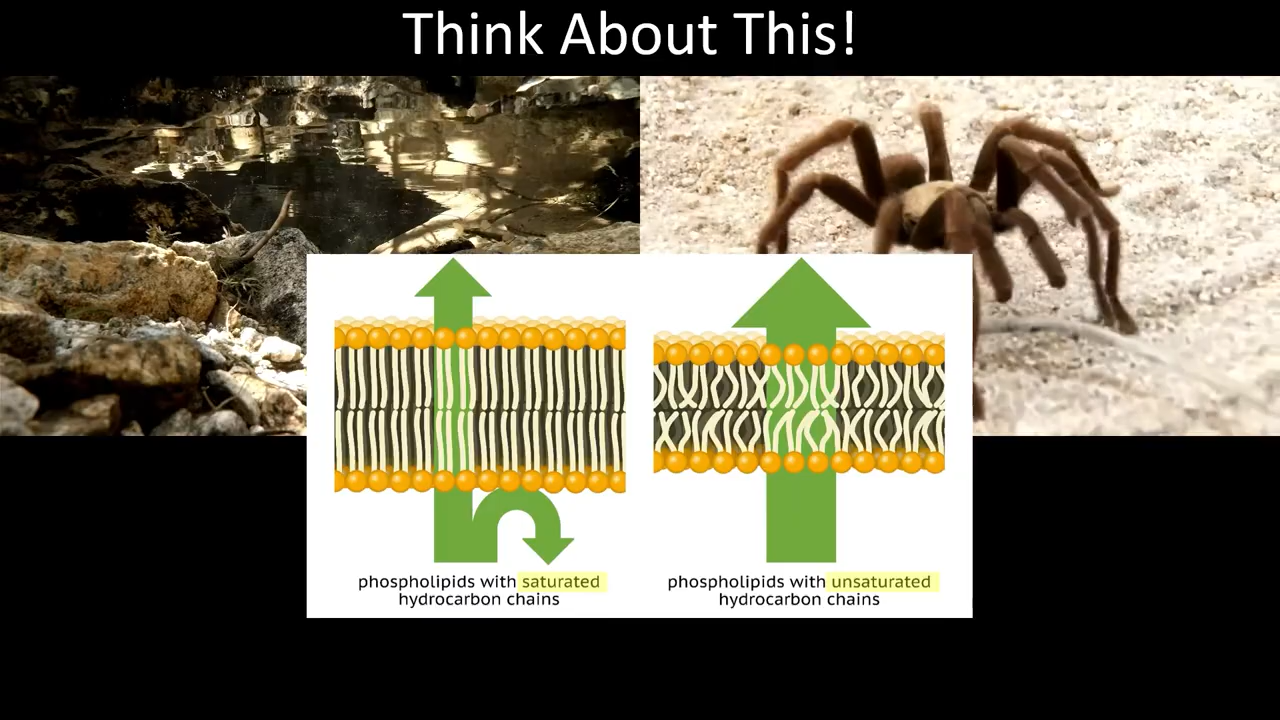 Think About This!
phospholipids with saturated
hydrocarbon chains
phospholipids with unsaturated
hydrocarbon chains